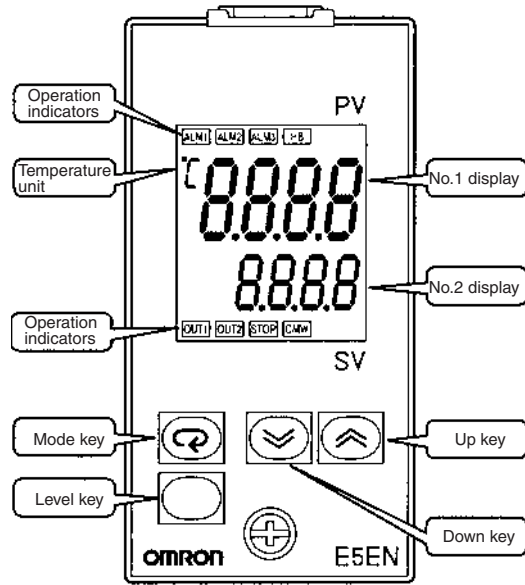 Operation
indicators
PV
ALM1 ALM2 ALM3 HB
Temperature
unit
°C
8.8.8.8
No.1 display
8.8.8.8
No.2 display
Operation
indicators
OUT1 OUT2 STOP CMW
SV
Mode key
Up key
Level key
Down key
OMRON
E5EN